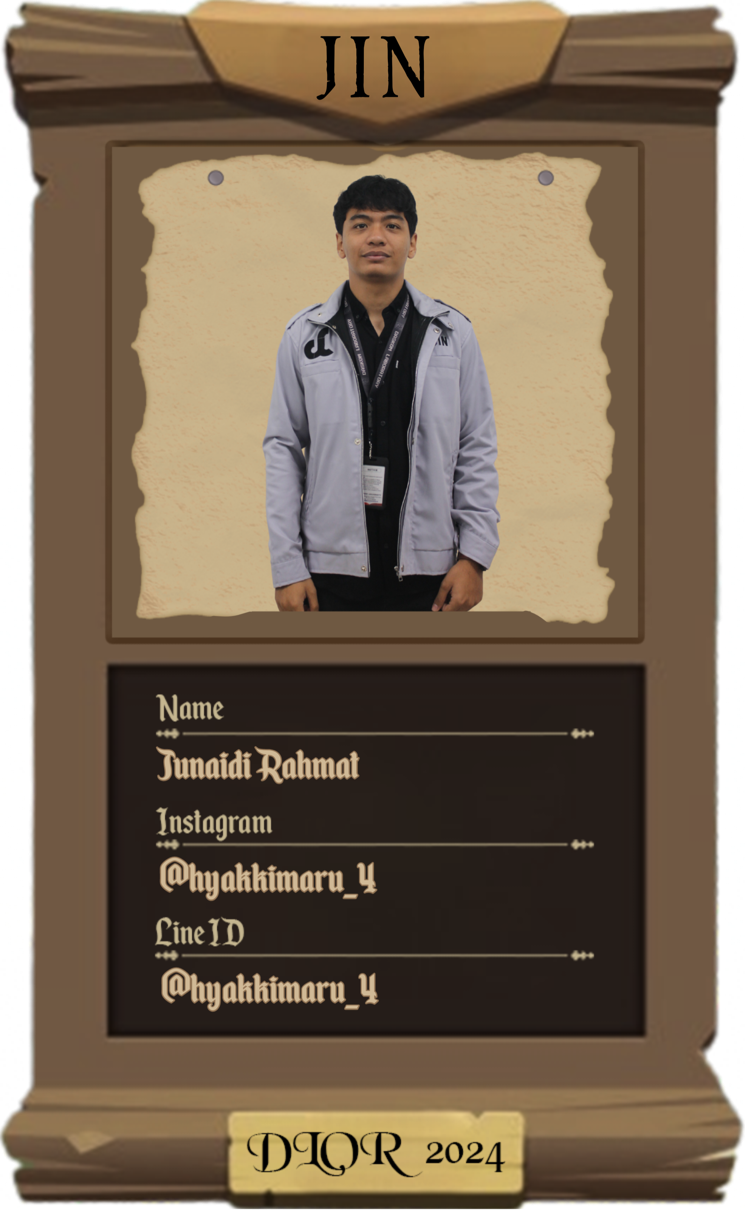 JIN
Name
Junaidi Rahmat
Instagram
@hyakkimaru_4
Line ID
@hyakkimaru_4
DLOR 2024